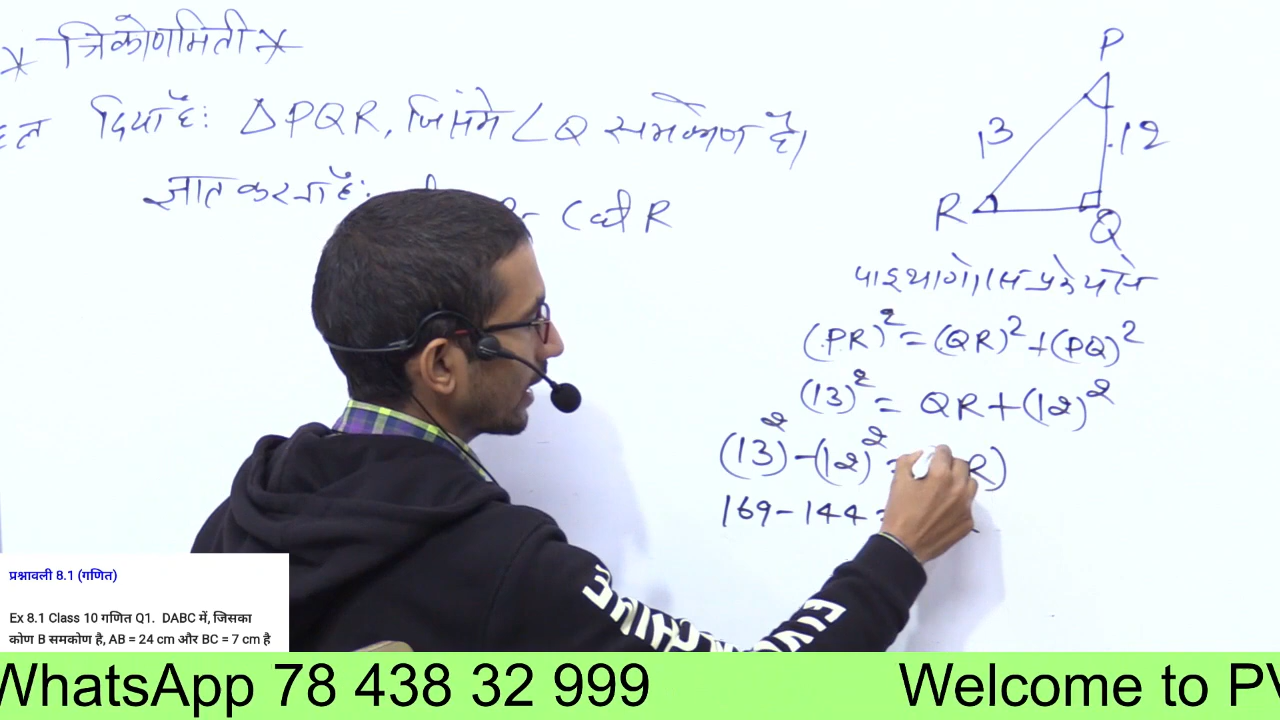 * त्रिकोणमिती *
हल दिया है: △PQR, जिसमे ∠Q समकोण है।
ज्ञात करना है: C cot R
P
13
12
R
Q
पाइथागोरस प्रमेय से
(PR)² = (QR)² + (PQ)²
(13)² = QR + (12)²
(13)² - (12)² = R)
169 - 144 =
प्रश्नावली 8.1 (गणित)
Ex 8.1 Class 10 गणित Q1. DABC में, जिसका
कोण B समकोण है, AB = 24 cm और BC = 7 cm है
WhatsApp 78 438 32 999 Welcome to PV